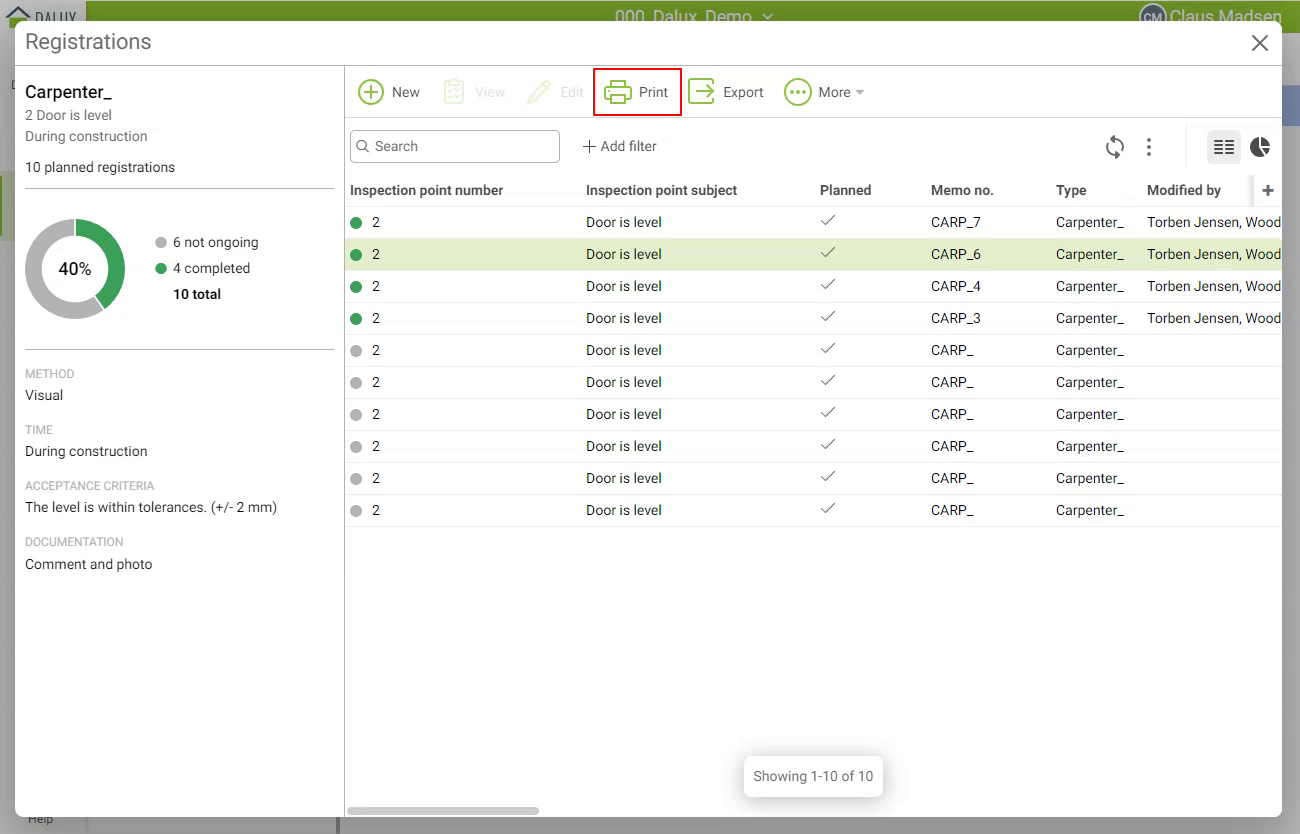 DALUX
000_Dalux_Demo
CM Claus Madsen
Registrations
Carpenter_
2 Door is level
During construction
10 planned registrations
40%
6 not ongoing
4 completed
10 total
METHOD
Visual
TIME
During construction
ACCEPTANCE CRITERIA
The level is within tolerances. (+/- 2 mm)
DOCUMENTATION
Comment and photo
New View Edit Print Export More
Search Add filter
Inspection point number Inspection point subject Planned Memo no. Type Modified by
2 Door is level CARP_7 Carpenter_ Torben Jensen, Wood
2 Door is level CARP_6 Carpenter_ Torben Jensen, Wood
2 Door is level CARP_4 Carpenter_ Torben Jensen, Wood
2 Door is level CARP_3 Carpenter_ Torben Jensen, Wood
2 Door is level CARP_ Carpenter_
2 Door is level CARP_ Carpenter_
2 Door is level CARP_ Carpenter_
2 Door is level CARP_ Carpenter_
2 Door is level CARP_ Carpenter_
2 Door is level CARP_ Carpenter_
Showing 1-10 of 10
Help